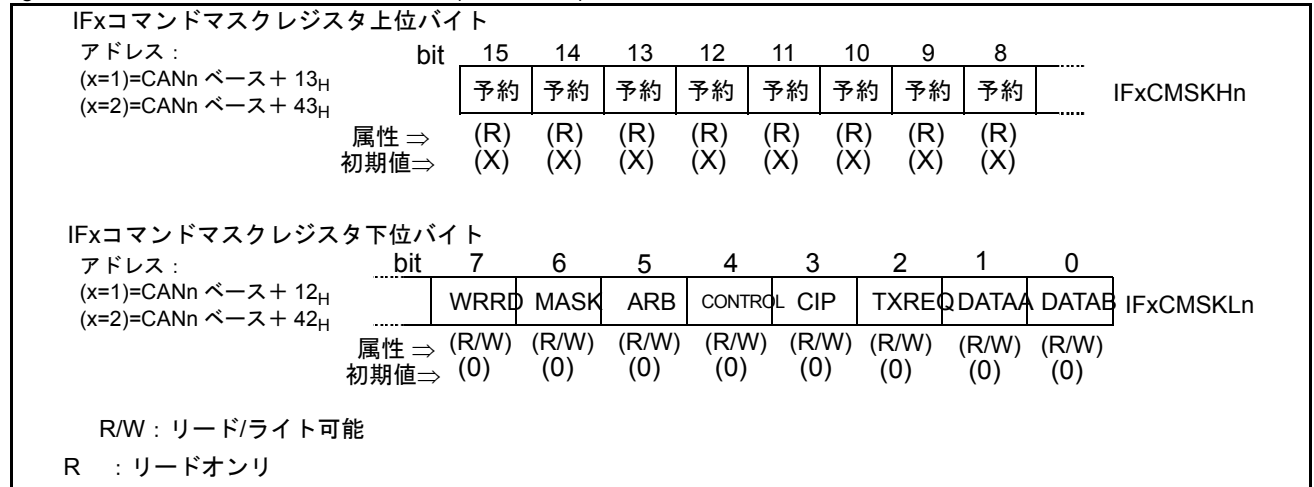 IFxコマンドマスクレジスタ上位バイト
アドレス：
(x=1)=CANn ベース＋ 13H
(x=2)=CANn ベース＋ 43H
bit 15 14 13 12 11 10 9 8
予約 予約 予約 予約 予約 予約 予約 予約 IFxCMSKHn
属性 ⇒ (R) (R) (R) (R) (R) (R) (R) (R)
初期値⇒ (X) (X) (X) (X) (X) (X) (X) (X)
IFxコマンドマスクレジスタ下位バイト
アドレス：
(x=1)=CANn ベース＋ 12H
(x=2)=CANn ベース＋ 42H
bit 7 6 5 4 3 2 1 0
WRRD MASK ARB CONTROL CIP TXREQ DATAA DATAB IFxCMSKLn
属性 ⇒ (R/W) (R/W) (R/W) (R/W) (R/W) (R/W) (R/W) (R/W)
初期値⇒ (0) (0) (0) (0) (0) (0) (0) (0)
R/W：リード/ライト可能
R ：リードオンリ